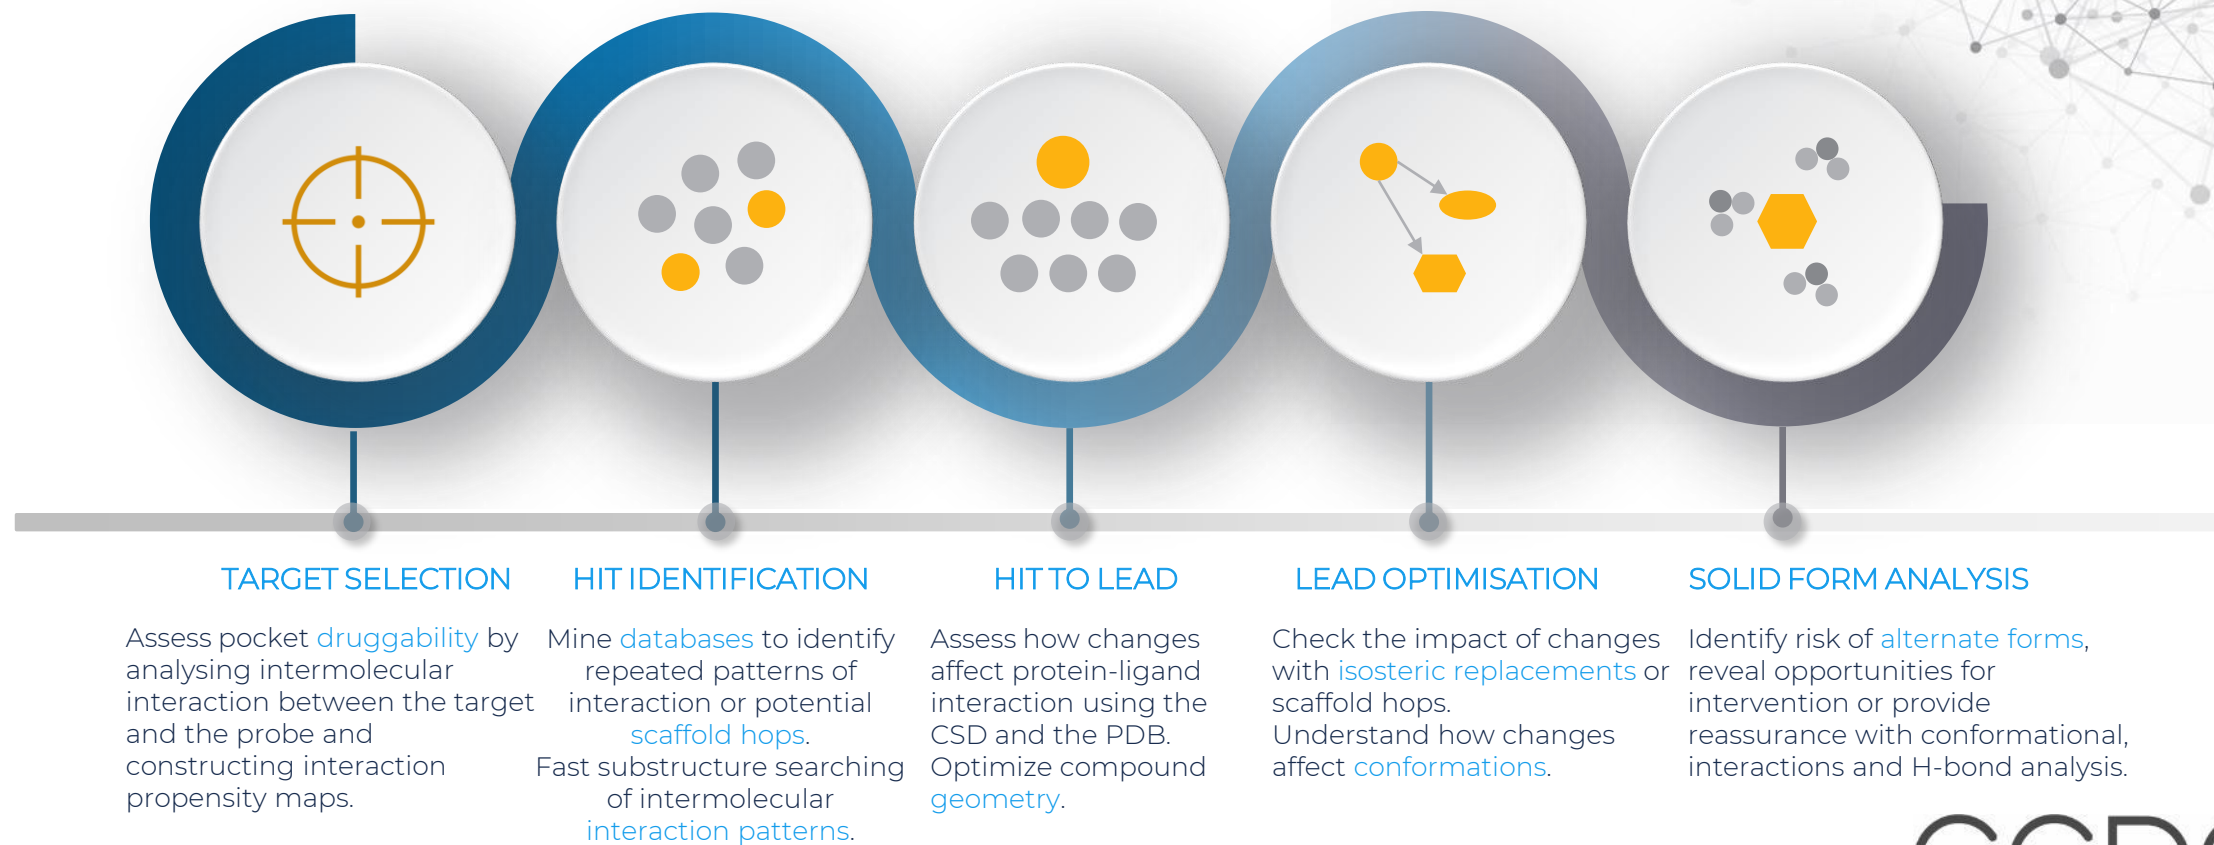 TARGET SELECTION
Assess pocket druggability by
analysing intermolecular
interaction between the target
and the probe and
constructing interaction
propensity maps.
HIT IDENTIFICATION
Mine databases to identify
repeated patterns of
interaction or potential
scaffold hops.
Fast substructure searching
of intermolecular
interaction patterns.
HIT TO LEAD
Assess how changes
affect protein-ligand
interaction using the
CSD and the PDB.
Optimize compound
geometry.
LEAD OPTIMISATION
Check the impact of changes
with isosteric replacements or
scaffold hops.
Understand how changes
affect conformations.
SOLID FORM ANALYSIS
Identify risk of alternate forms,
reveal opportunities for
intervention or provide
reassurance with conformational,
interactions and H-bond analysis.